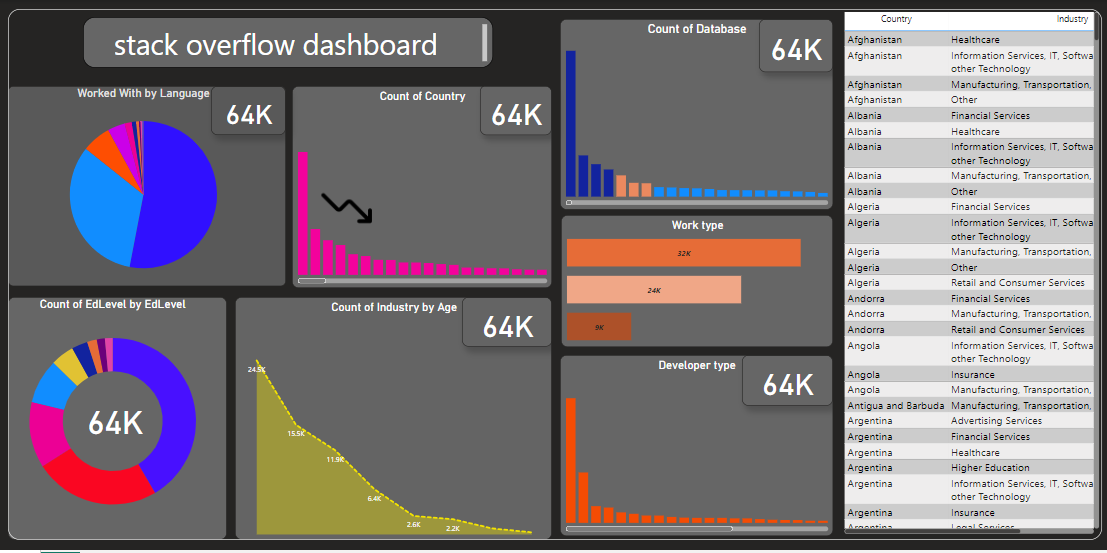 stack overflow dashboard
Worked With by Language
64K
Count of Country
64K
Count of EdLevel by EdLevel
64K
Count of Industry by Age
64K
24.5K
15.5K
11.9K
6.4K
2.6K
2.2K
Count of Database
64K
Work type
32K
24K
9K
Developer type
64K
Country Industry
Afghanistan Healthcare
Afghanistan Information Services, IT, Softwa
other Technology
Afghanistan Manufacturing, Transportation,
Afghanistan Other
Albania Financial Services
Albania Healthcare
Albania Information Services, IT, Softwa
other Technology
Albania Manufacturing, Transportation,
Albania Other
Algeria Financial Services
Algeria Information Services, IT, Softwa
other Technology
Algeria Manufacturing, Transportation,
Algeria Other
Algeria Retail and Consumer Services
Andorra Financial Services
Andorra Manufacturing, Transportation,
Andorra Retail and Consumer Services
Angola Information Services, IT, Softwa
other Technology
Angola Insurance
Angola Manufacturing, Transportation,
Antigua and Barbuda Manufacturing, Transportation,
Argentina Advertising Services
Argentina Financial Services
Argentina Healthcare
Argentina Higher Education
Argentina Information Services, IT, Softwa
other Technology
Argentina Insurance
Argentina Legal Services